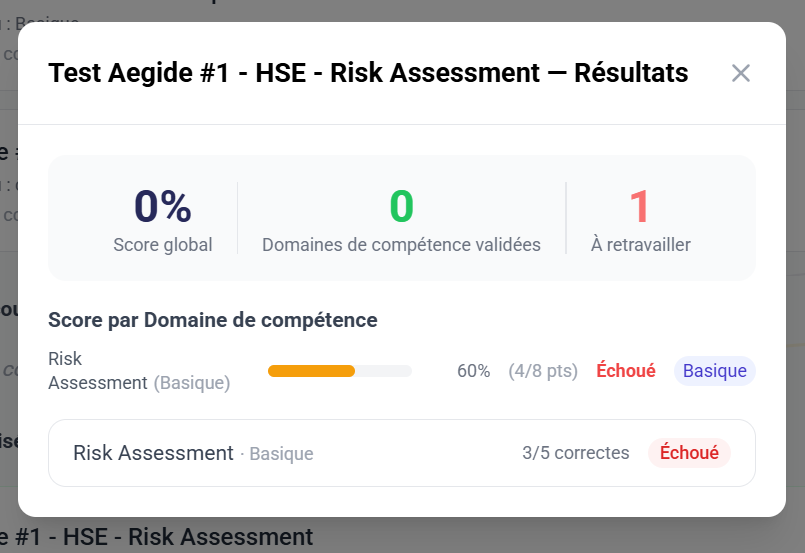 Test Aegide #1 - HSE - Risk Assessment — Résultats
0%
Score global
0
Domaines de compétence validées
1
À retravailler
Score par Domaine de compétence
Risk
Assessment (Basique)
60% (4/8 pts) Échoué Basique
Risk Assessment · Basique
3/5 correctes Échoué
e #1 - HSE - Risk Assessment